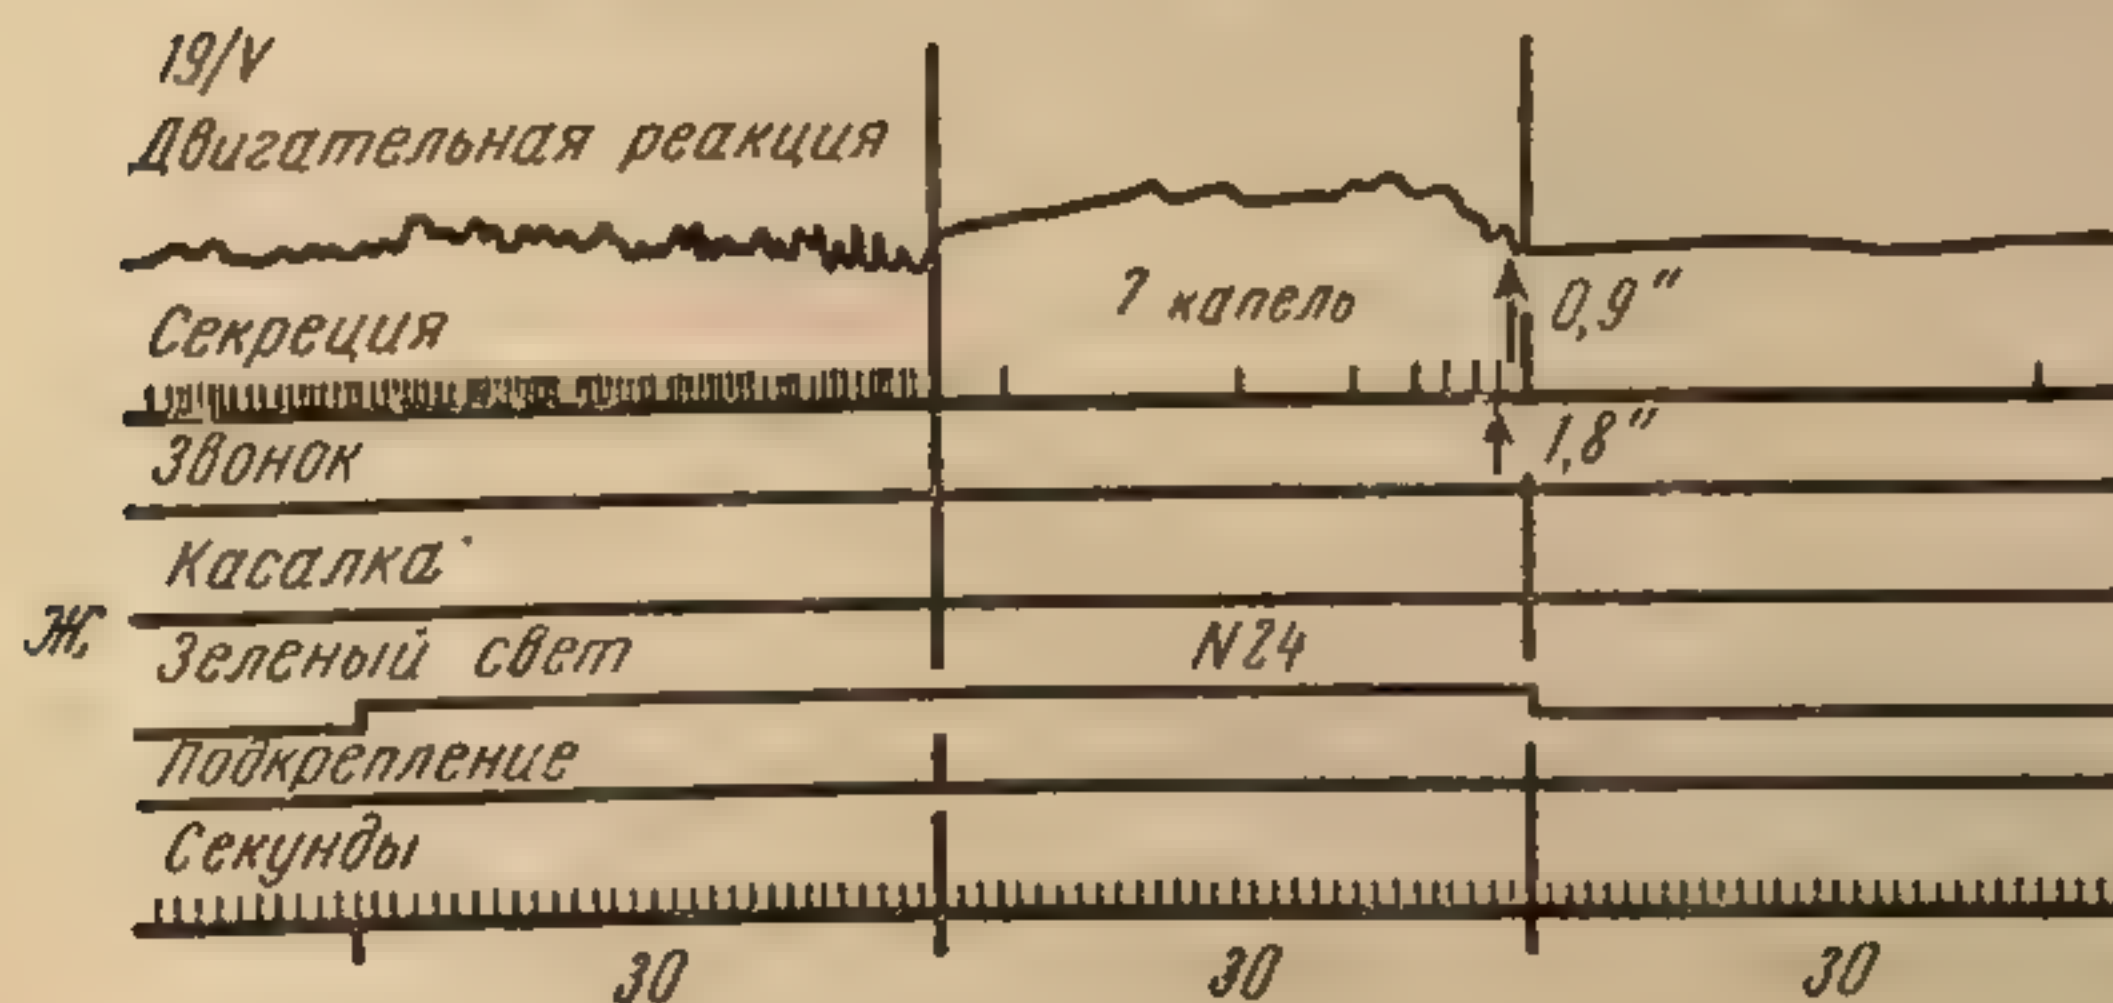 19/V
Двигательная реакция
7 капель
0,9"
Секреция
1,8"
Звонок
Касалка
Ж.
Зеленый свет
N24
Подкрепление
Секунды
30 30 30